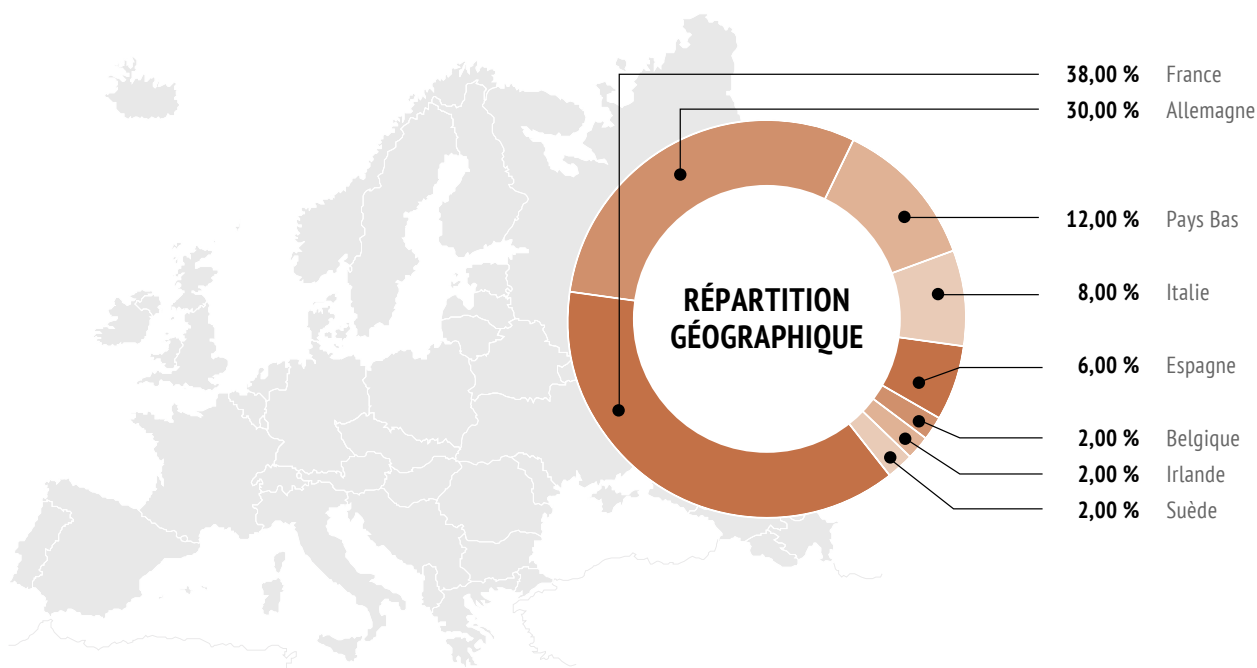 38,00 % France
30,00 % Allemagne
12,00 % Pays Bas
8,00 % Italie
RÉPARTITION
GÉOGRAPHIQUE
6,00 % Espagne
2,00 % Belgique
2,00 % Irlande
2,00 % Suède